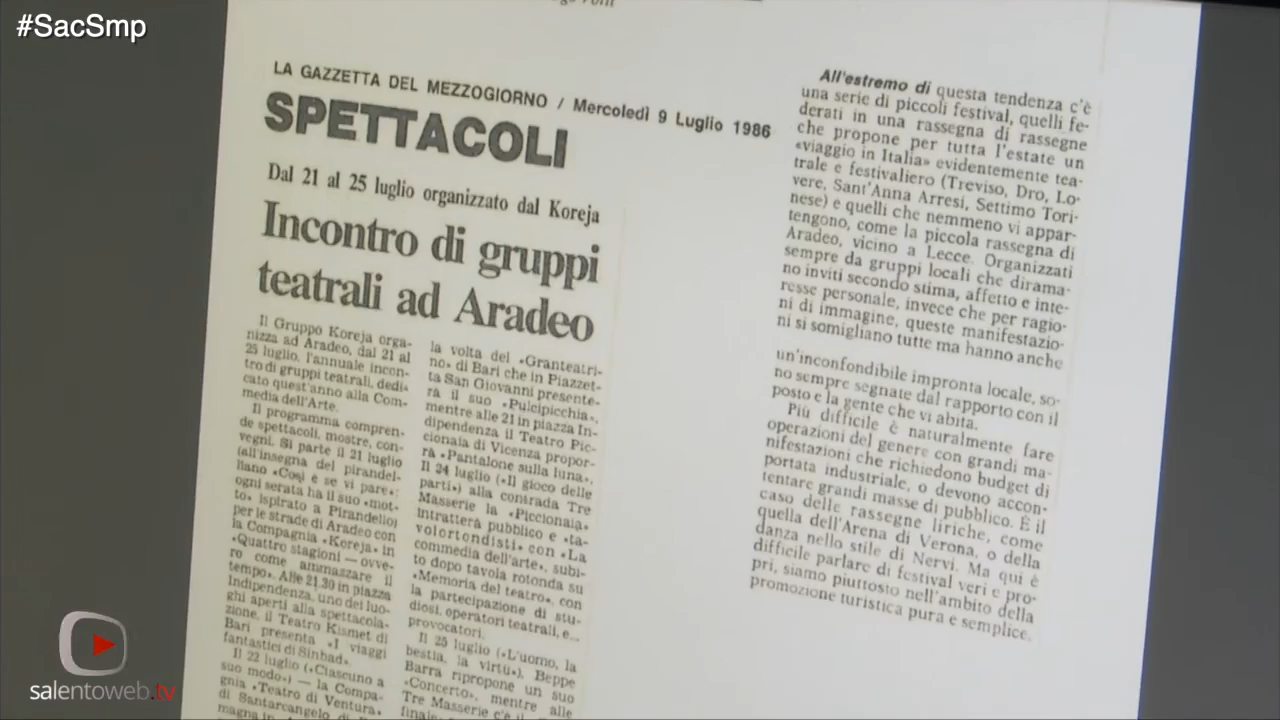 #SacSmp
LA GAZZETTA DEL MEZZOGIORNO / Mercoledì 9 Luglio 1986
SPETTACOLI
Dal 21 al 25 luglio organizzato dal Koreja
Incontro di gruppi
teatrali ad Aradeo
Il Gruppo Koreja orga-
nizza ad Aradeo, dal 21 al
25 luglio, l'annuale incon-
tro di gruppi teatrali, dedi-
cato quest'anno alla Com-
media dell'Arte.
Il programma compren-
de spettacoli, mostre, con-
vegni. Si parte il 21 luglio
(all'insegna del pirandel-
liano «Così è se vi pare»:
ogni serata ha il suo «mot-
to» ispirato a Pirandello)
per le strade di Aradeo con
la Compagnia «Koreja» in
«Quattro stagioni — ovve-
ro come ammazzare il
tempo». Alle 21.30 in piazza
Indipendenza, uno dei luo-
ghi aperti alla spettacola-
zione, il Teatro Kismet di
Bari presenta «I viaggi
fantastici di Sinbad».
Il 22 luglio («Ciascuno a
suo modo») — la Compa-
gnia «Teatro di Ventura»
di Santarcangelo di
la volta del «Granteatri-
no» di Bari che in Piazzet-
ta San Giovanni presente-
rà il suo «Pulcipicchia»,
mentre alle 21 in piazza In-
dipendenza il Teatro Pic-
cionaia di Vicenza propor-
rà «Pantalone sulla luna».
Il 24 luglio («Il gioco delle
parti») alla contrada Tre
Masserie la «Piccionaia»
intratterrà pubblico e «ta-
volortondisti» con «La
commedia dell'arte», subi-
to dopo tavola rotonda su
«Memoria del teatro», con
la partecipazione di stu-
diosi, operatori teatrali, e...
provocatori.
Il 25 luglio («L'uomo, la
bestia, la virtù»), Beppe
Barra ripropone un suo
«Concerto», mentre alle
Tre Masserie c'è il
All'estremo di questa tendenza c'è
una serie di piccoli festival, quelli fe-
derati in una rassegna di rassegne
che propone per tutta l'estate un
«viaggio in Italia» evidentemente tea-
trale e festivaliero (Treviso, Dro, Lo-
vere, Sant'Anna Arresi, Settimo Tori-
nese) e quelli che nemmeno vi appar-
tengono, come la piccola rassegna di
Aradeo, vicino a Lecce. Organizzati
sempre da gruppi locali che dirama-
no inviti secondo stima, affetto e inte-
resse personale, invece che per ragio-
ni di immagine, queste manifestazio-
ni si somigliano tutte ma hanno anche
un'inconfondibile impronta locale, so-
no sempre segnate dal rapporto con il
posto e la gente che vi abita.
Più difficile è naturalmente fare
operazioni del genere con grandi ma-
nifestazioni che richiedono budget di
portata industriale, o devono accon-
tentare grandi masse di pubblico. È il
caso delle rassegne liriche, come
quella dell'Arena di Verona, o della
danza nello stile di Nervi. Ma qui è
difficile parlare di festival veri e pro-
pri, siamo piuttosto nell'ambito della
promozione turistica pura e semplice.
salentoweb.tv